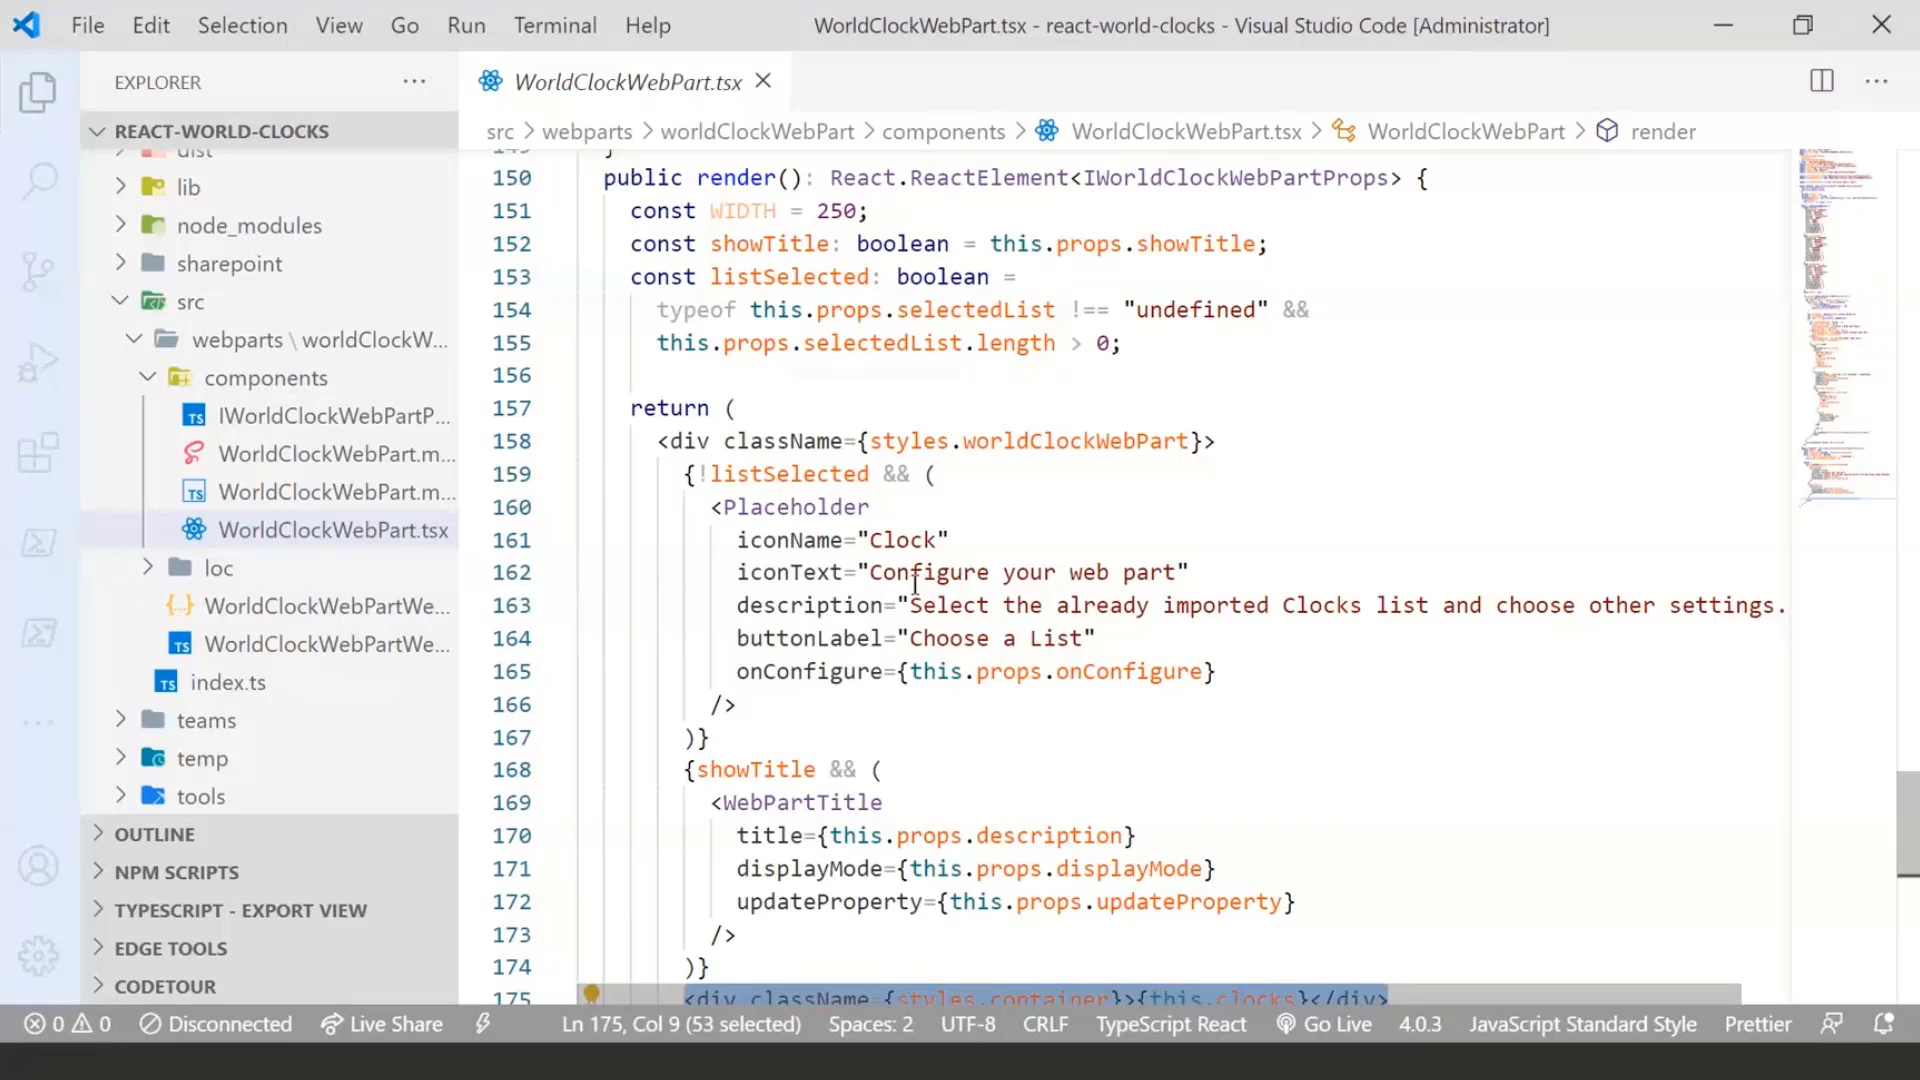 File Edit Selection View Go Run Terminal Help WorldClockWebPart.tsx - react-world-clocks - Visual Studio Code [Administrator]
EXPLORER ···
WorldClockWebPart.tsx
REACT-WORLD-CLOCKS
dist
lib
node_modules
sharepoint
src
webparts \ worldClockW...
components
IWorldClockWebPartP...
WorldClockWebPart.m...
WorldClockWebPart.m...
WorldClockWebPart.tsx
loc
WorldClockWebPartWe...
WorldClockWebPartWe...
index.ts
teams
temp
tools
OUTLINE
NPM SCRIPTS
TYPESCRIPT - EXPORT VIEW
EDGE TOOLS
CODETOUR
src > webparts > worldClockWebPart > components > WorldClockWebPart.tsx > WorldClockWebPart > render
149 }
150 public render(): React.ReactElement<IWorldClockWebPartProps> {
151 const WIDTH = 250;
152 const showTitle: boolean = this.props.showTitle;
153 const listSelected: boolean =
154 typeof this.props.selectedList !== "undefined" &&
155 this.props.selectedList.length > 0;
156
157 return (
158 <div className={styles.worldClockWebPart}>
159 {!listSelected && (
160 <Placeholder
161 iconName="Clock"
162 iconText="Configure your web part"
163 description="Select the already imported Clocks list and choose other settings.
164 buttonLabel="Choose a List"
165 onConfigure={this.props.onConfigure}
166 />
167 )}
168 {showTitle && (
169 <WebPartTitle
170 title={this.props.description}
171 displayMode={this.props.displayMode}
172 updateProperty={this.props.updateProperty}
173 />
174 )}
175 <div className={styles.container}>{this.clocks}</div>
0 0 Disconnected Live Share Ln 175, Col 9 (53 selected) Spaces: 2 UTF-8 CRLF TypeScript React Go Live 4.0.3 JavaScript Standard Style Prettier